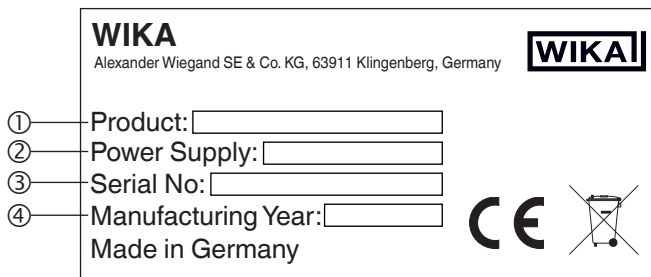 WIKA
Alexander Wiegand SE & Co. KG, 63911 Klingenberg, Germany
WIKA
① Product:
② Power Supply:
③ Serial No:
④ Manufacturing Year:
Made in Germany
CE